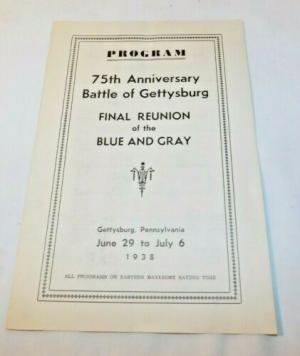 PROGRAM
75th Anniversary
Battle of Gettysburg
FINAL REUNION
of the
BLUE AND GRAY
Gettysburg, Pennsylvania
June 29 to July 6
1938
ALL PROGRAMS ON EASTERN DAYLIGHT SAVING TIME